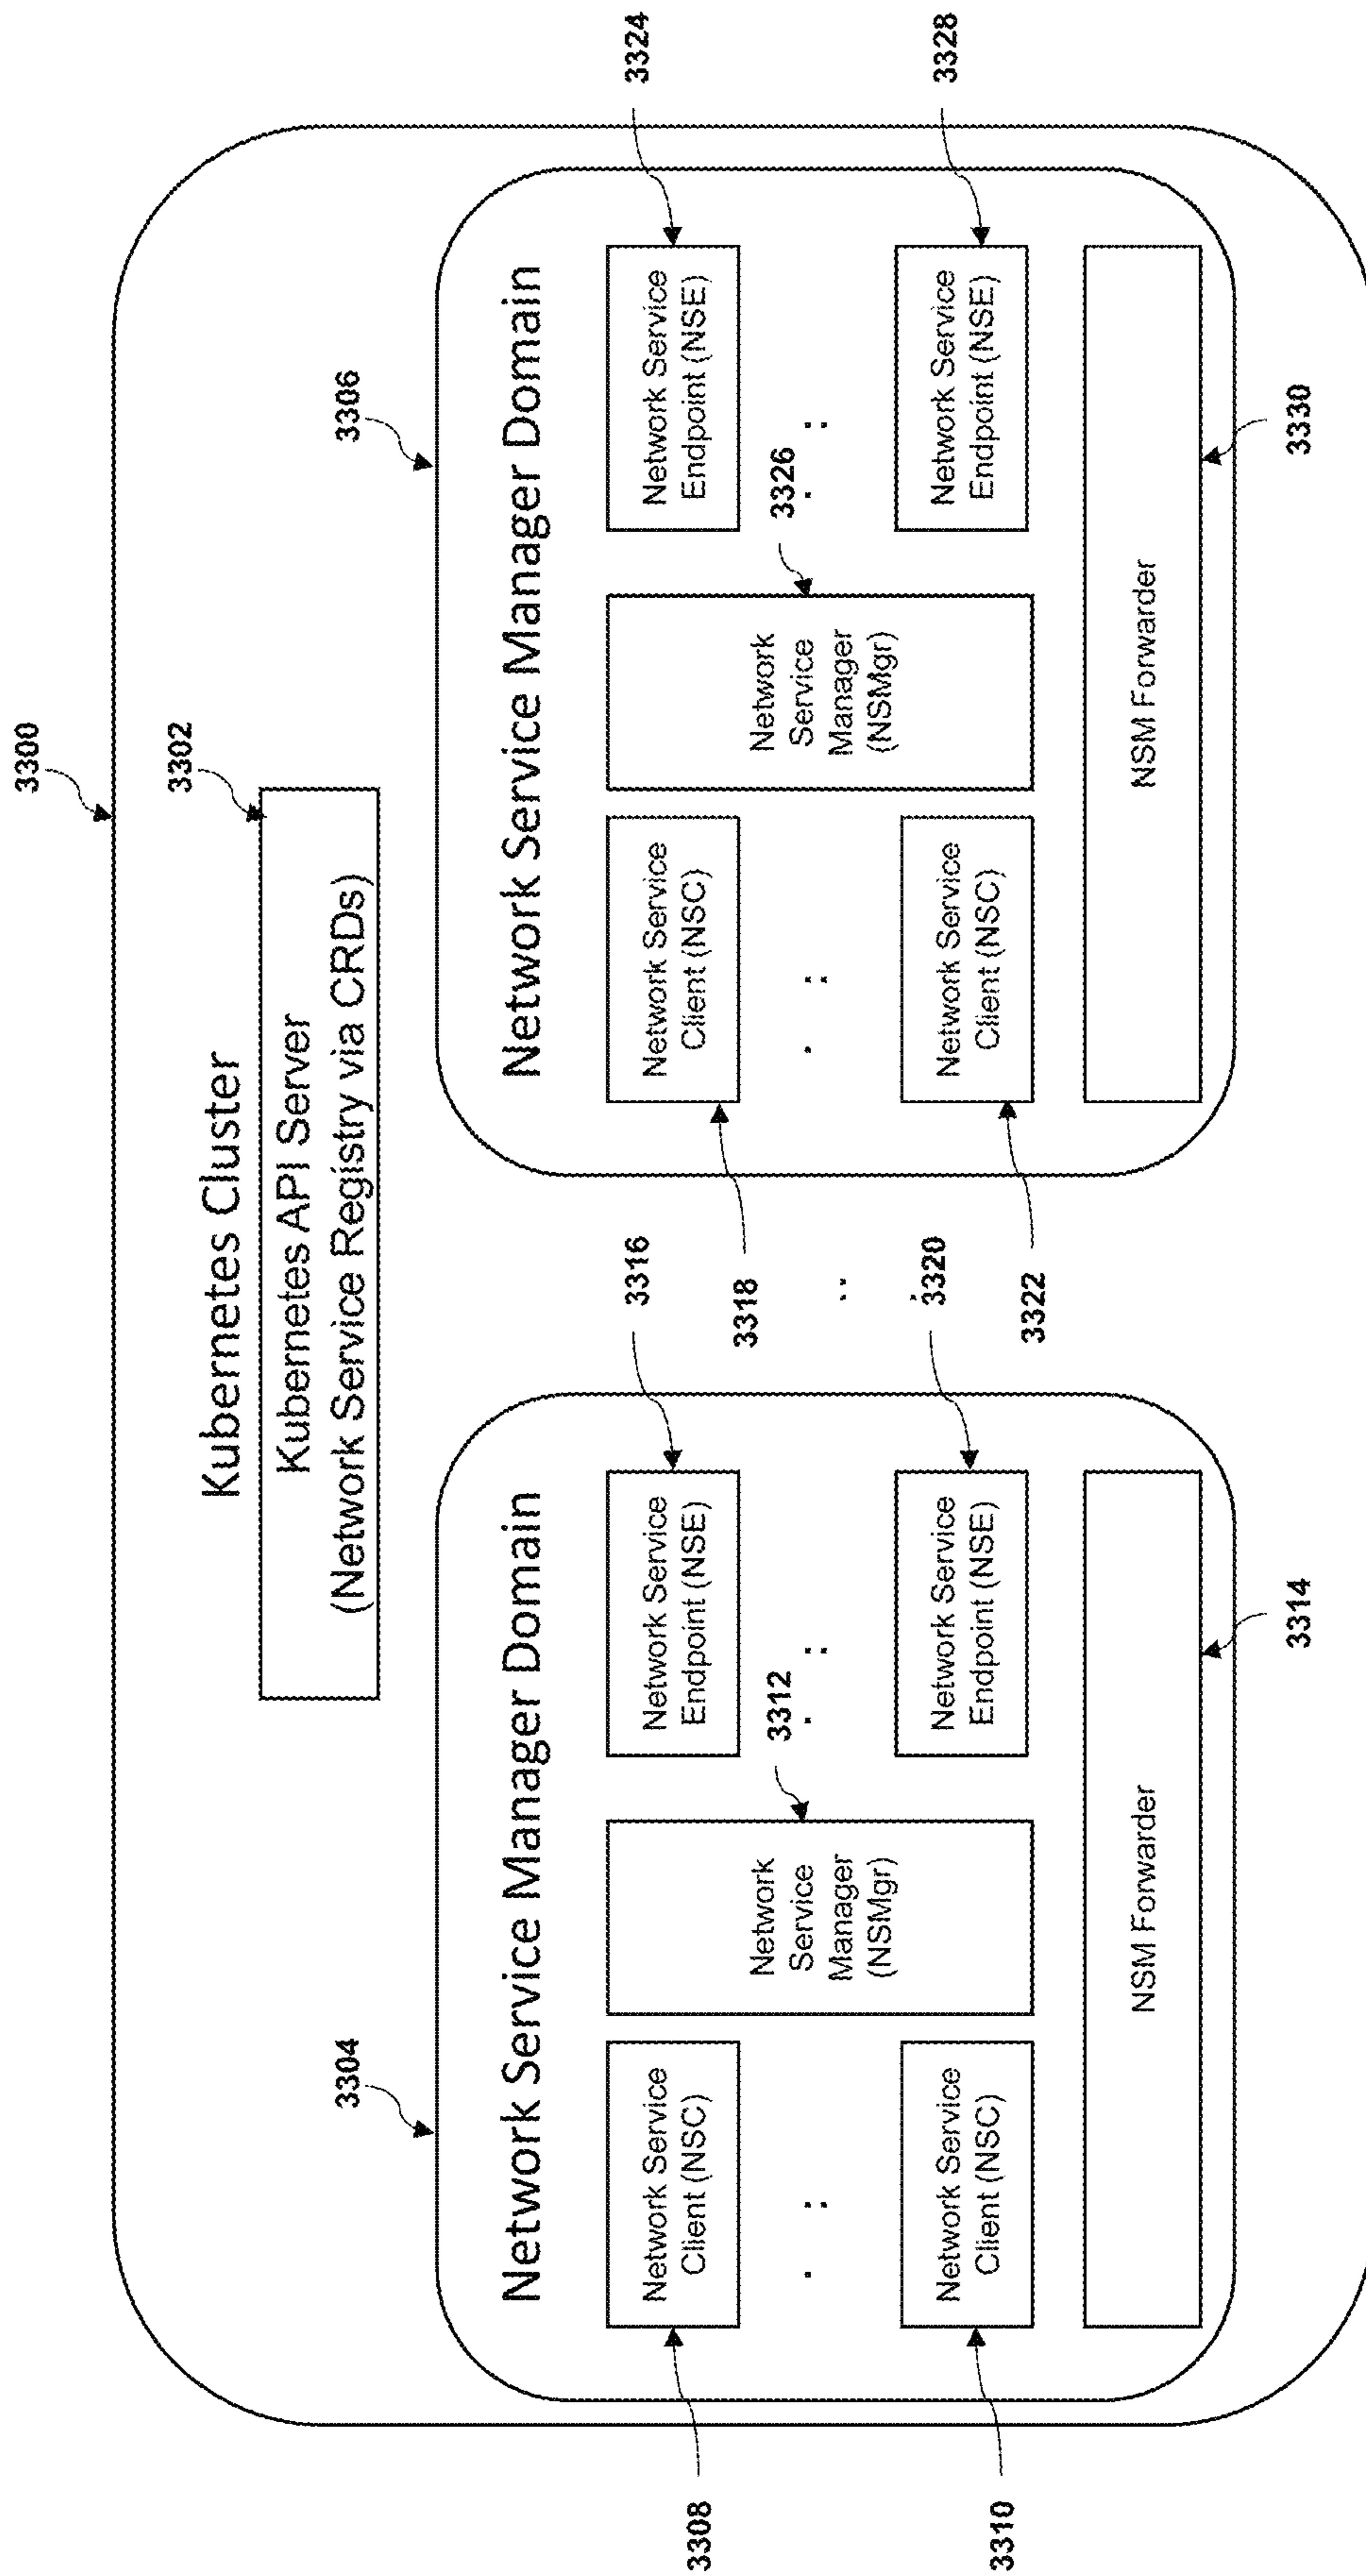 3300
Kubernetes Cluster
3302
Kubernetes API Server
(Network Service Registry via CRDs)
3304
Network Service Manager Domain
3308
Network Service
Client (NSC)
3310
Network Service
Client (NSC)
3312
Network
Service
Manager
(NSMgr)
3316
Network Service
Endpoint (NSE)
3320
Network Service
Endpoint (NSE)
NSM Forwarder
3314
3306
Network Service Manager Domain
3318
Network Service
Client (NSC)
3322
Network Service
Client (NSC)
3326
Network
Service
Manager
(NSMgr)
3324
Network Service
Endpoint (NSE)
3328
Network Service
Endpoint (NSE)
NSM Forwarder
3330